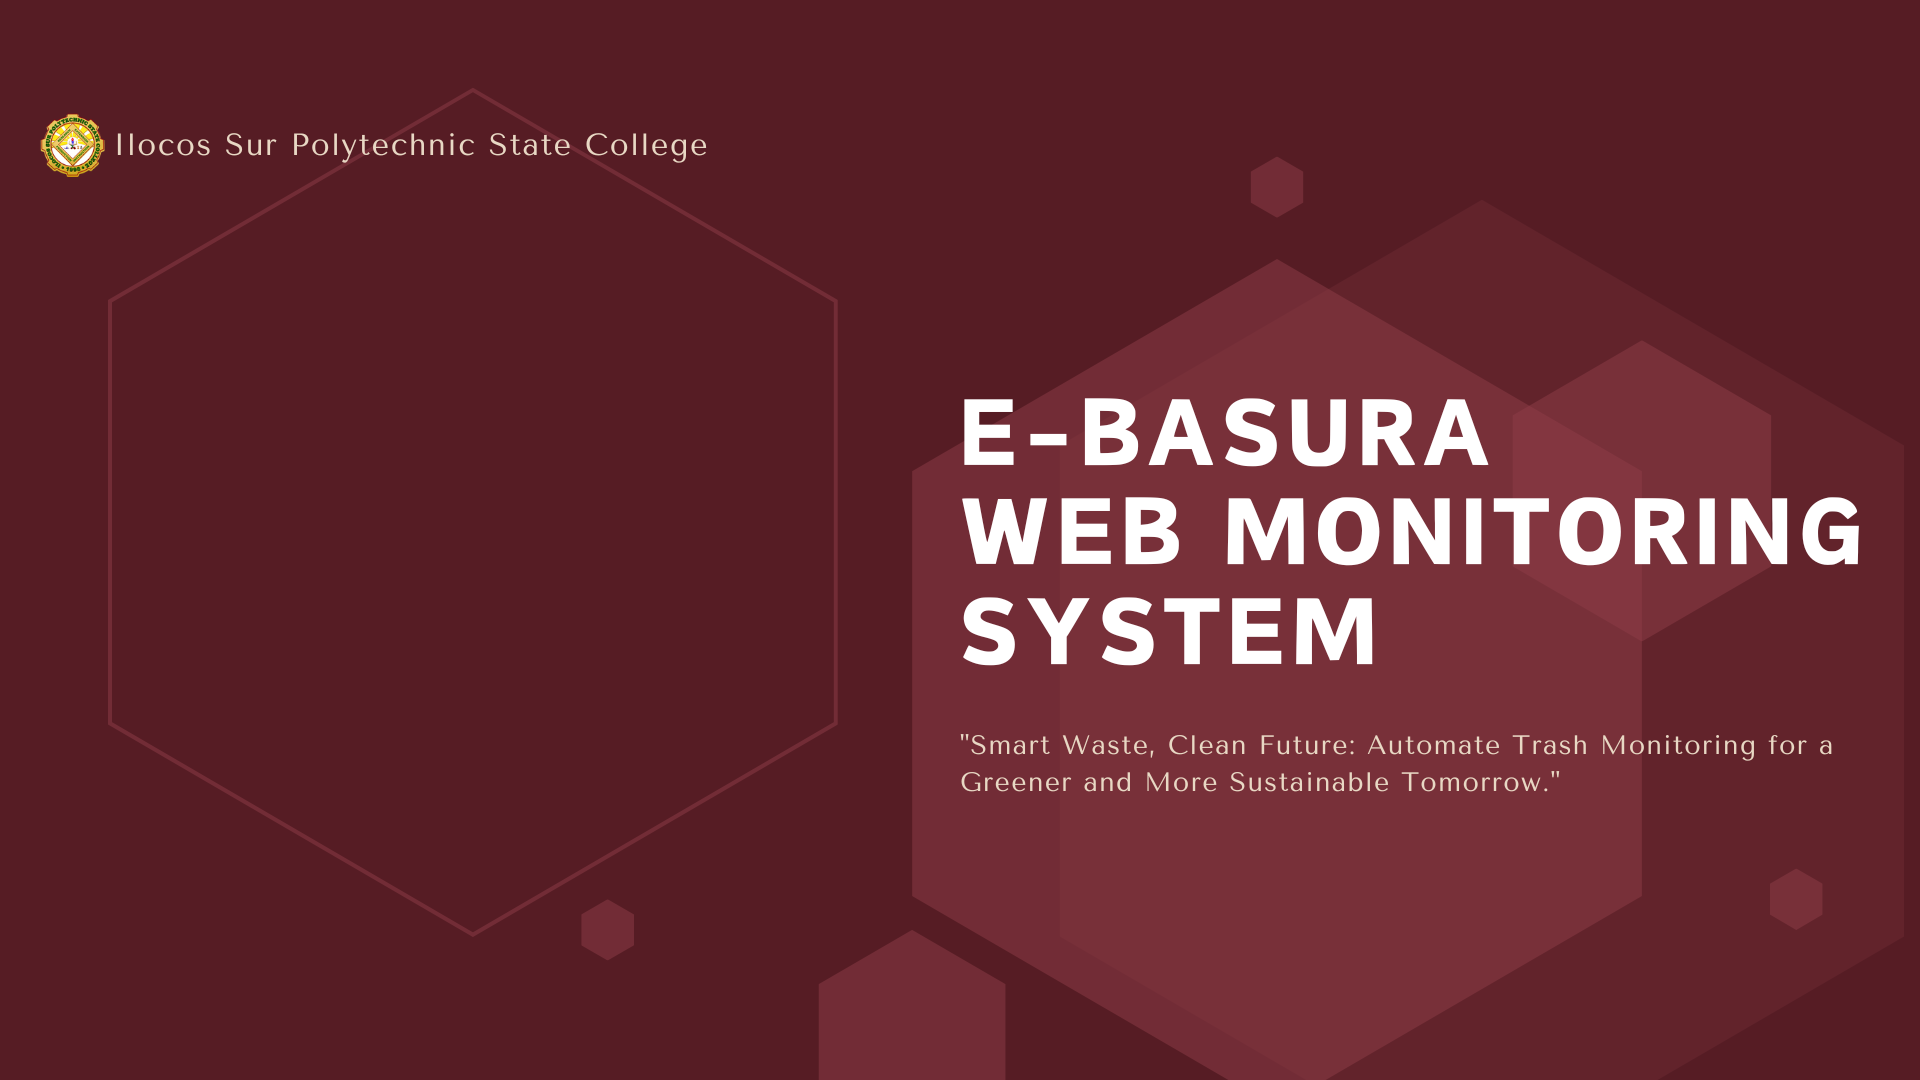 Ilocos Sur Polytechnic State College
E-BASURA
WEB MONITORING
SYSTEM
"Smart Waste, Clean Future: Automate Trash Monitoring for a
Greener and More Sustainable Tomorrow."